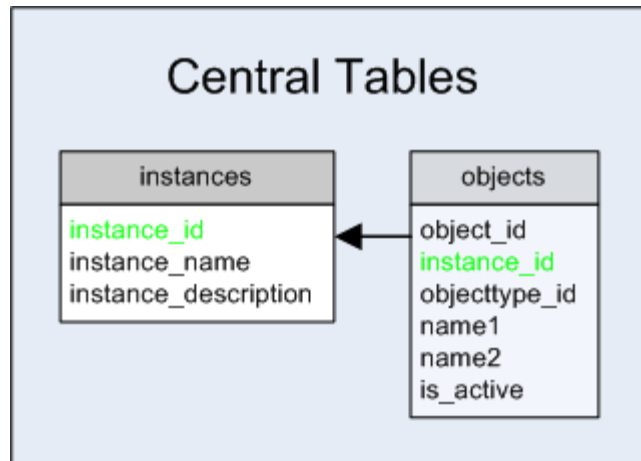 Central Tables
instances
instance_id
instance_name
instance_description
objects
object_id
instance_id
objecttype_id
name1
name2
is_active